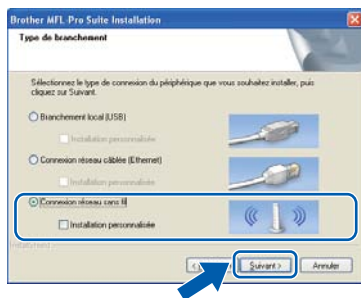 Brother MFL-Pro Suite Installation
Type de branchement
Sélectionnez le type de connexion du périphérique que vous souhaitez installer, puis
cliquez sur Suivant.
Branchement local (USB)
Installation personnalisée
Connexion réseau câblée (Ethernet)
Installation personnalisée
Connexion réseau sans fil
Installation personnalisée
InstallShield
Suivant >
Annuler